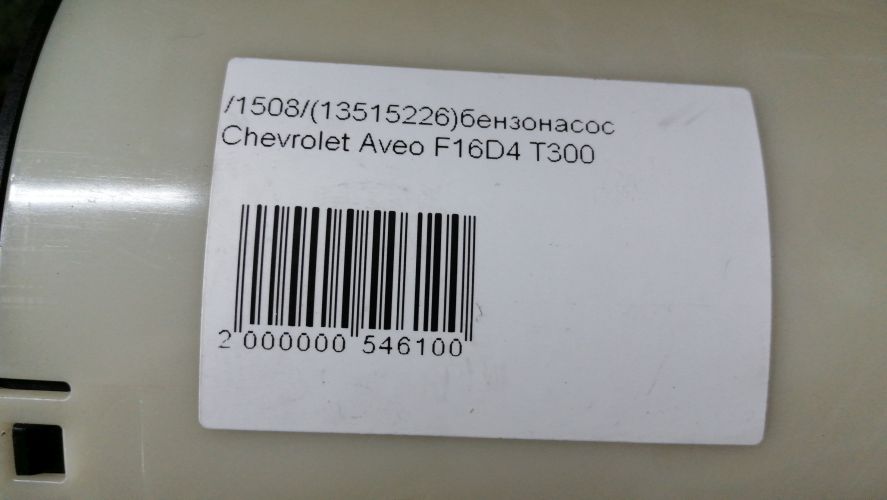 /1508/(13515226)бензонасос
Chevrolet Aveo F16D4 T300
2 000000 546100